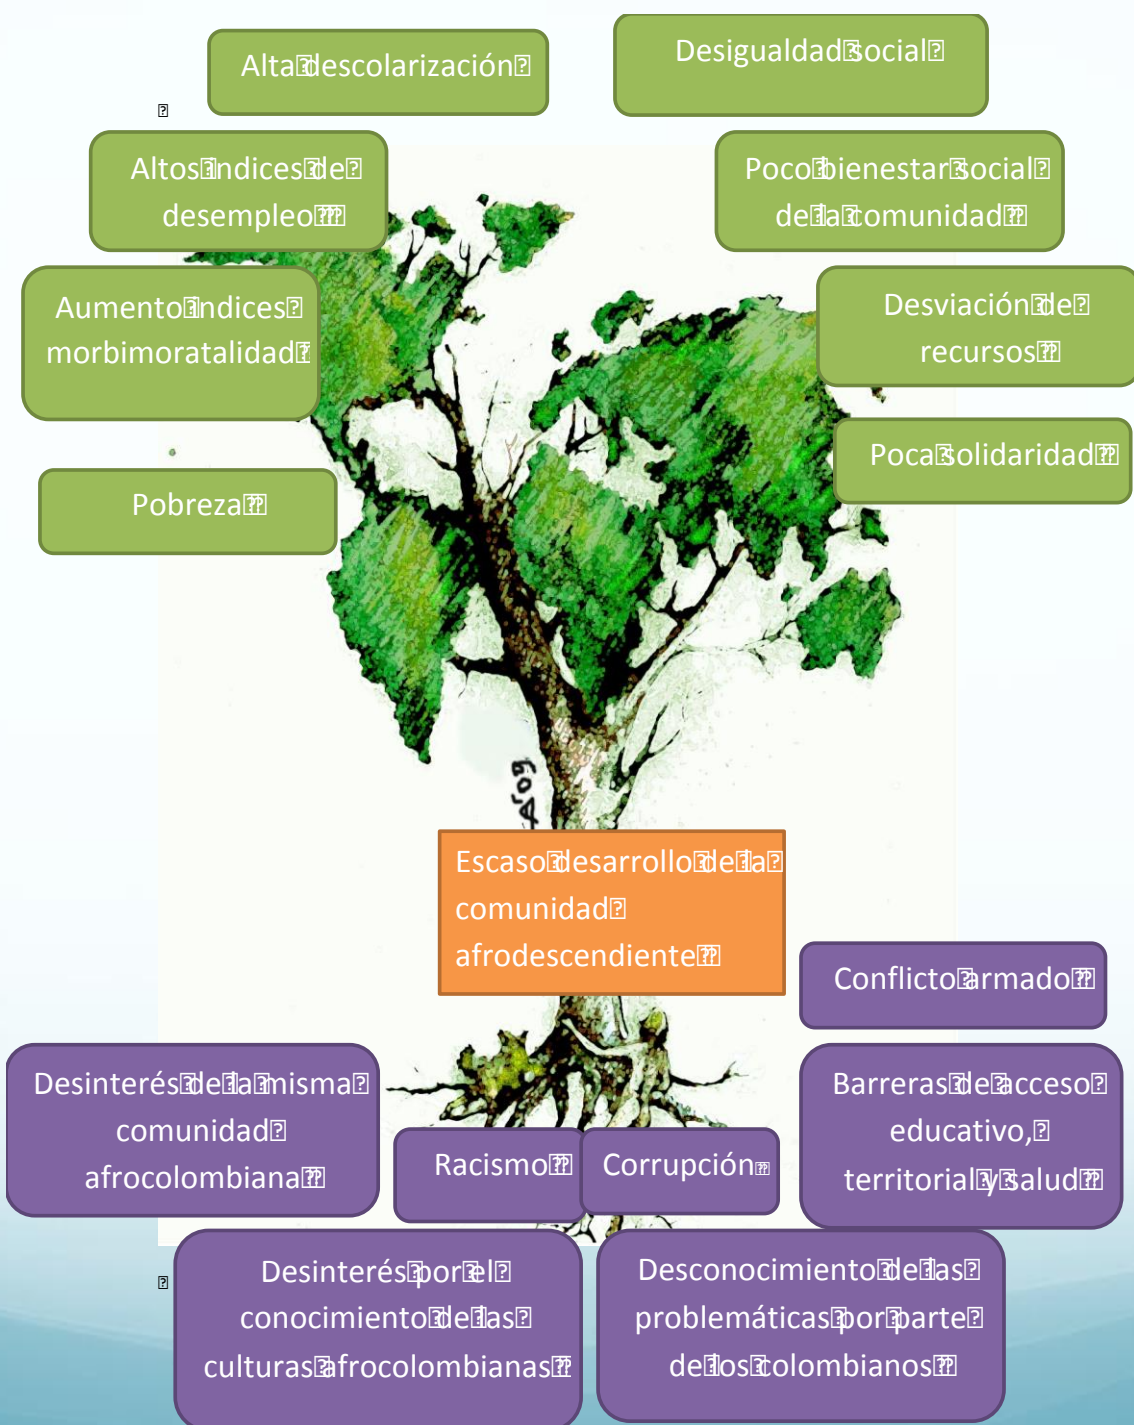 Alta descolarización
Desigualdad social
Altos índices de
desempleo
Poco bienestar social
de la comunidad
Aumento índices
morbimoratalidad
Desviación de
recursos
Poca solidaridad
Pobreza
Escaso desarrollo de la
comunidad
afrodescendiente
Conflicto armado
Desinterés de la misma
comunidad
afrocolombiana
Racismo
Corrupción
Barreras de acceso
educativo,
territorial y salud
Desinterés por el
conocimiento de las
culturas afrocolombianas
Desconocimiento de las
problemáticas por parte
de los colombianos